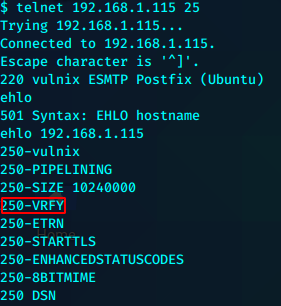 $ telnet 192.168.1.115 25
Trying 192.168.1.115...
Connected to 192.168.1.115.
Escape character is '^]'.
220 vulnix ESMTP Postfix (Ubuntu)
ehlo
501 Syntax: EHLO hostname
ehlo 192.168.1.115
250-vulnix
250-PIPELINING
250-SIZE 10240000
250-VRFY
250-ETRN
Home
250-STARTTLS
250-ENHANCEDSTATUSCODES
250-8BITMIME
250 DSN